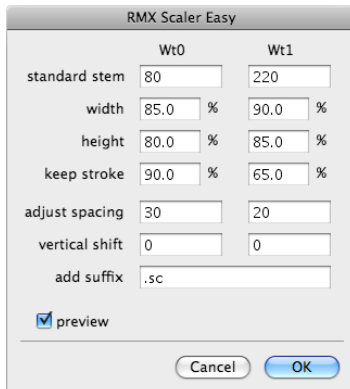 RMX Scaler Easy
Wt0 Wt1
standard stem 80 220
width 85.0 % 90.0 %
height 80.0 % 85.0 %
keep stroke 90.0 % 65.0 %
adjust spacing 30 20
vertical shift 0 0
add suffix .sc
preview
Cancel OK